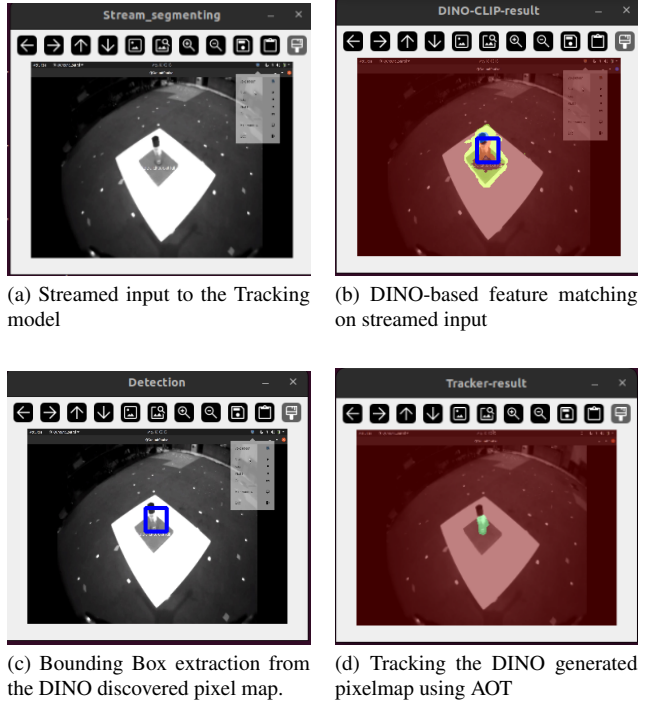 Stream_segmenting
DINO-CLIP-result
(a) Streamed input to the Tracking
model
(b) DINO-based feature matching
on streamed input
Detection
Tracker-result
(c) Bounding Box extraction from
the DINO discovered pixel map.
(d) Tracking the DINO generated
pixelmap using AOT